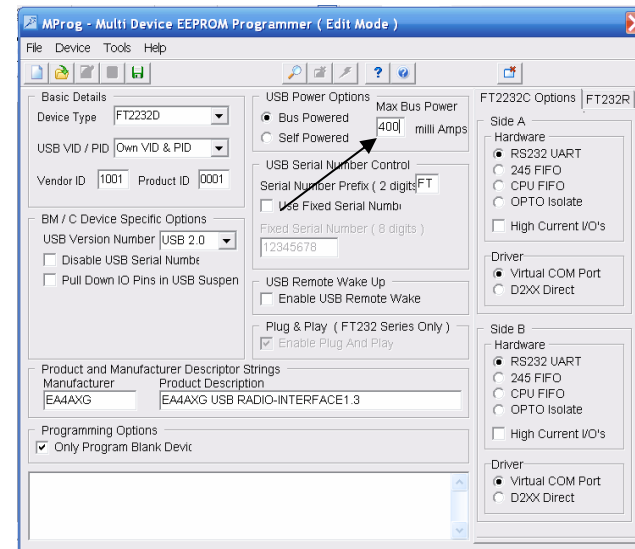 MProg - Multi Device EEPROM Programmer ( Edit Mode )
File Device Tools Help
Basic Details
Device Type FT2232D
USB VID / PID Own VID & PID
Vendor ID 1001 Product ID 0001
BM / C Device Specific Options
USB Version Number USB 2.0
Disable USB Serial Numbe
Pull Down IO Pins in USB Suspen
USB Power Options
Max Bus Power
Bus Powered
400 milli Amps
Self Powered
USB Serial Number Control
Serial Number Prefix ( 2 digits FT
Use Fixed Serial Numb
Fixed Serial Number ( 8 digits )
12345678
USB Remote Wake Up
Enable USB Remote Wake
Plug & Play ( FT232 Series Only )
Enable Plug And Play
Product and Manufacturer Descriptor Strings
Manufacturer Product Description
EA4AXG EA4AXG USB RADIO-INTERFACE1.3
Programming Options
Only Program Blank Devic
FT2232C Options FT232R
Side A
Hardware
RS232 UART
245 FIFO
CPU FIFO
OPTO Isolate
High Current I/O's
Driver
Virtual COM Port
D2XX Direct
Side B
Hardware
RS232 UART
245 FIFO
CPU FIFO
OPTO Isolate
High Current I/O's
Driver
Virtual COM Port
D2XX Direct